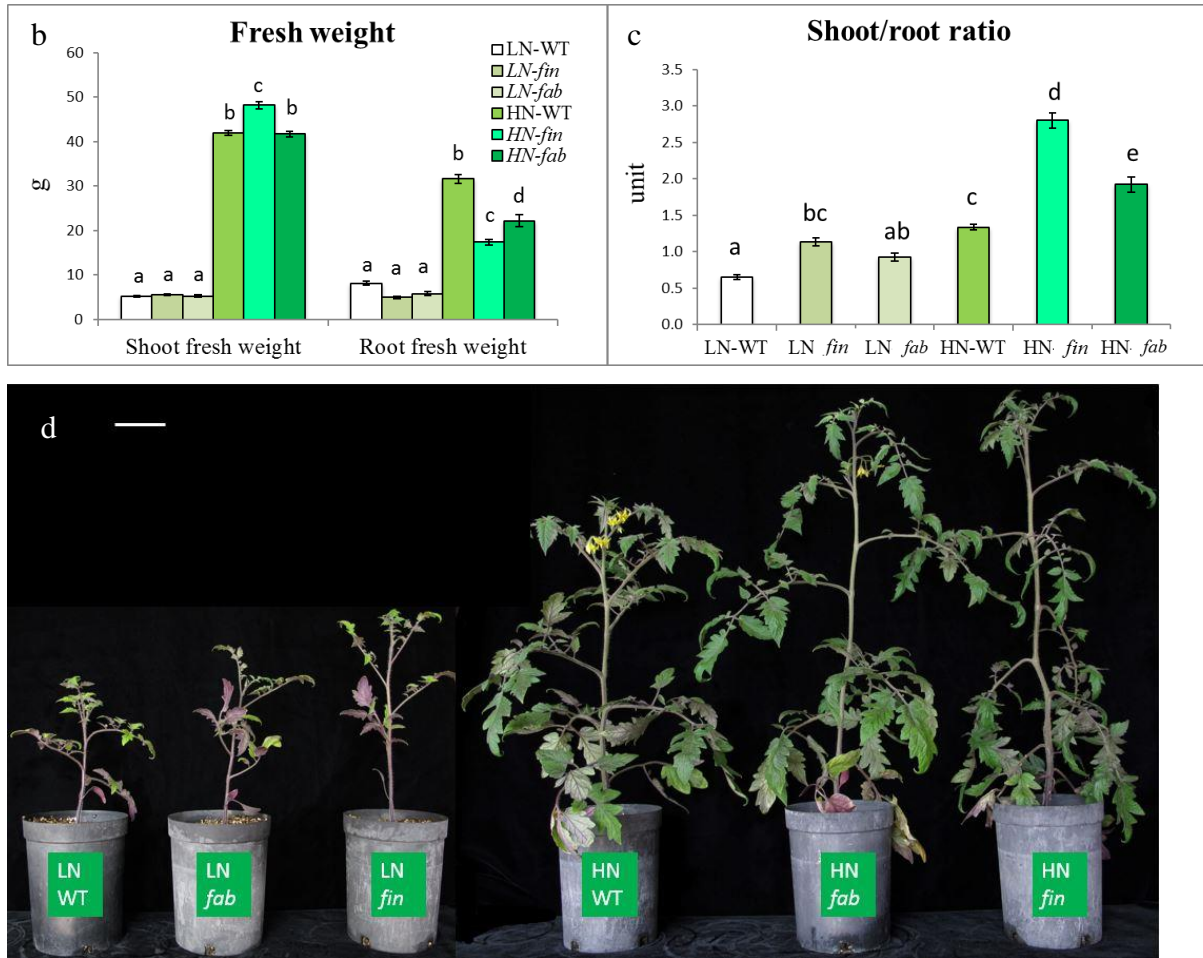 b
Fresh weight
60
50
40
30
20
10
0
g
a a a b c b
a a a b c d
Shoot fresh weight Root fresh weight
LN-WT
LN-fin
LN-fab
HN-WT
HN-fin
HN-fab
c
Shoot/root ratio
3.5
3.0
2.5
2.0
1.5
1.0
0.5
0.0
unit
a bc ab c d e
LN-WT LN fin LN fab HN-WT HN· fin HN· fab
d
LN
WT
LN
fab
LN
fin
HN
WT
HN
fab
HN
fin